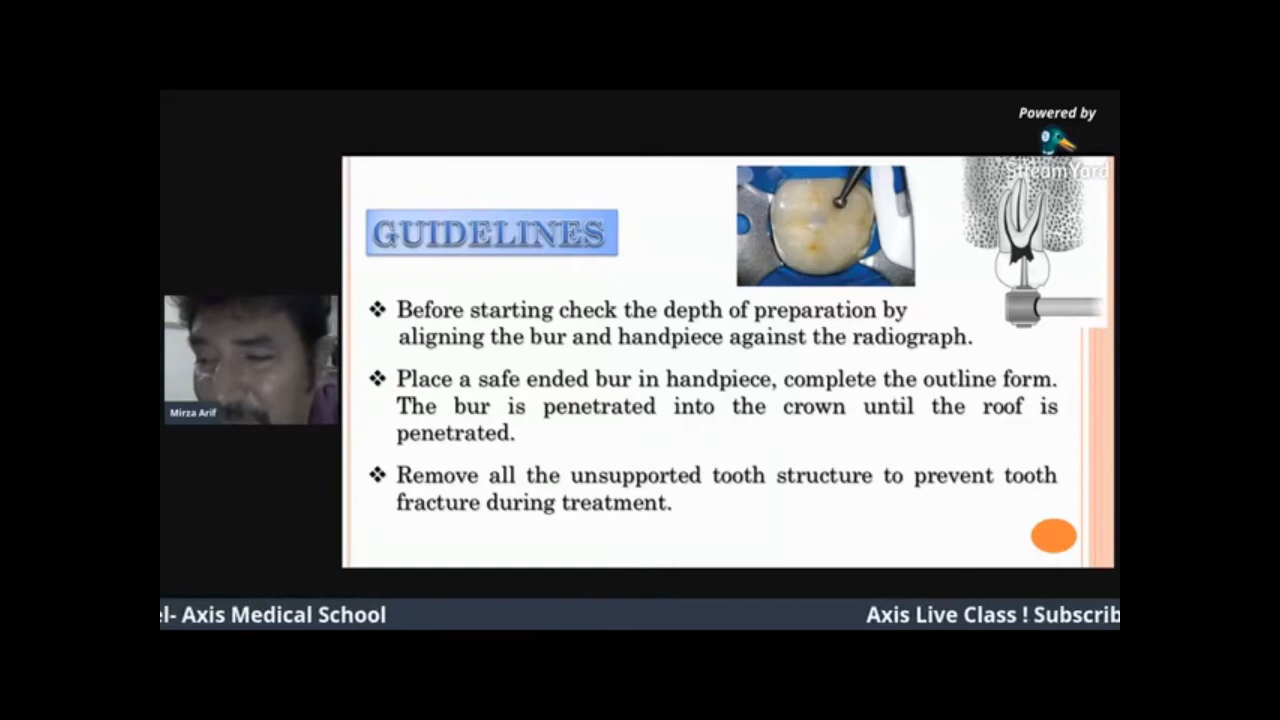 Powered by
StreamYard
GUIDELINES
❖ Before starting check the depth of preparation by
aligning the bur and handpiece against the radiograph.
❖ Place a safe ended bur in handpiece, complete the outline form.
The bur is penetrated into the crown until the roof is
penetrated.
❖ Remove all the unsupported tooth structure to prevent tooth
fracture during treatment.
Mirza Arif
el- Axis Medical School
Axis Live Class ! Subscrib